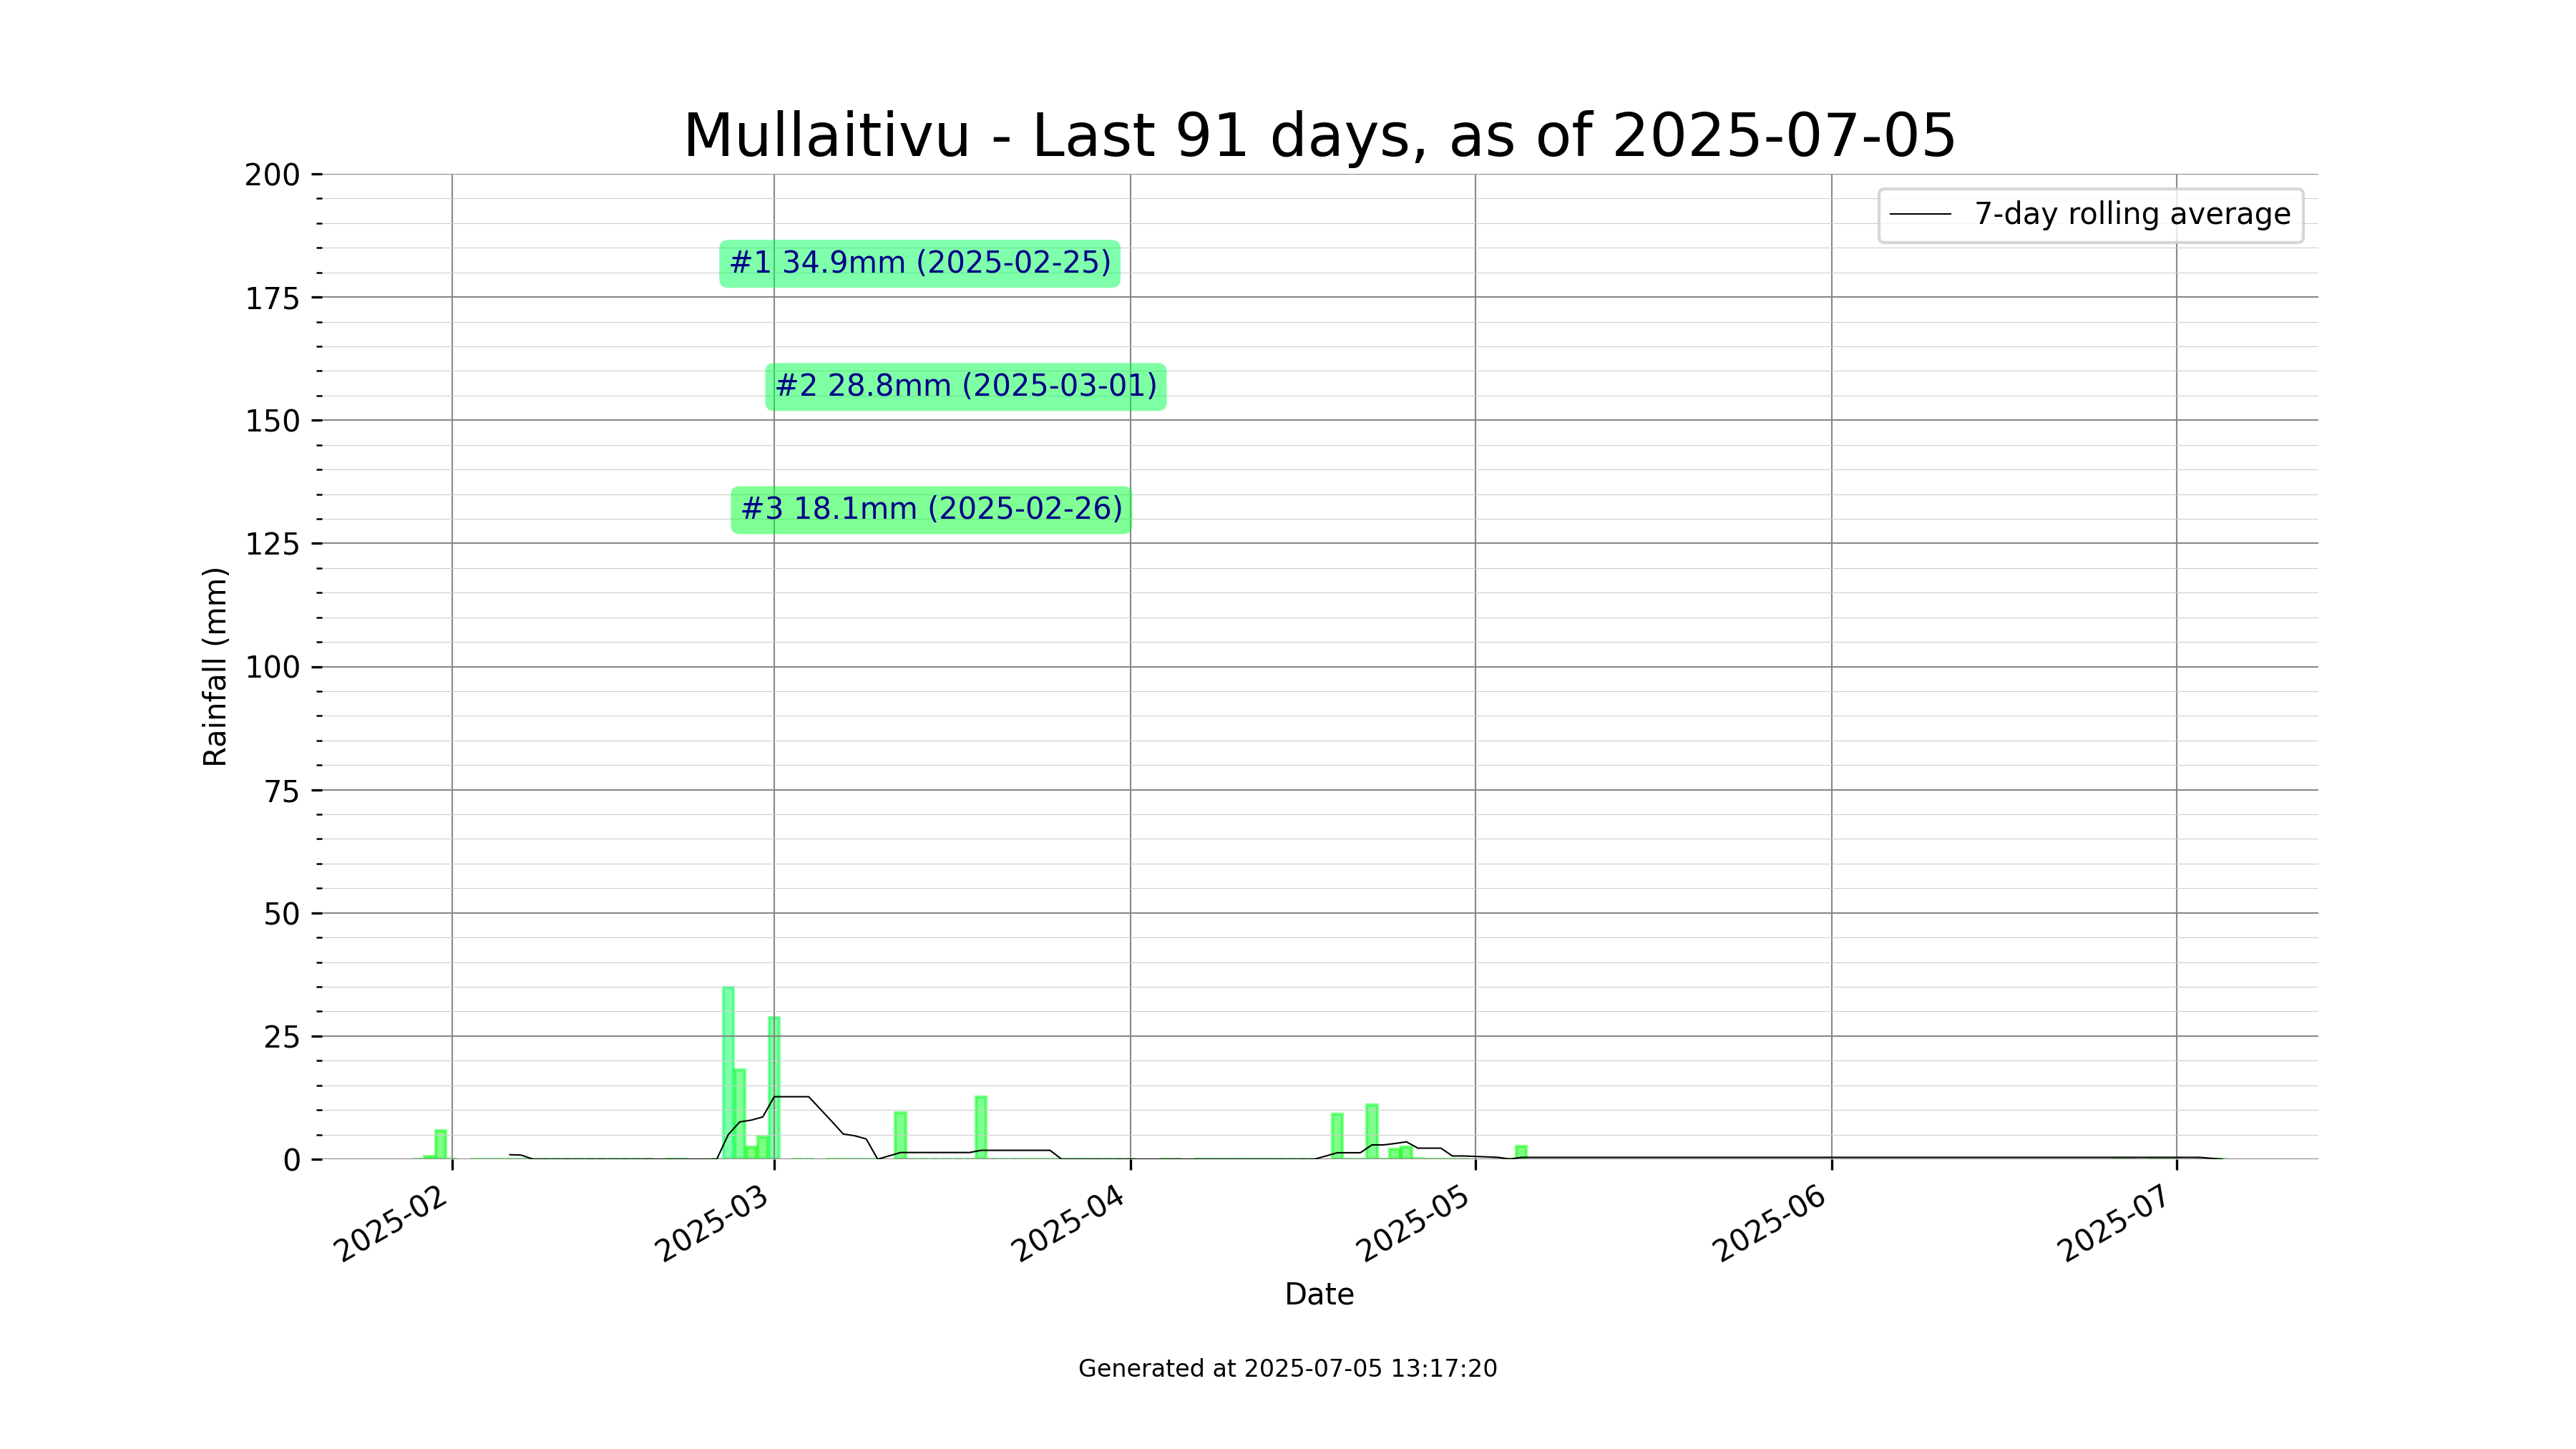 Mullaitivu - Last 91 days, as of 2025-07-05
7-day rolling average
#1 34.9mm (2025-02-25)
#2 28.8mm (2025-03-01)
#3 18.1mm (2025-02-26)
Rainfall (mm)
200
175
150
125
100
75
50
25
0
2025-02
2025-03
2025-04
2025-05
2025-06
2025-07
Date
Generated at 2025-07-05 13:17:20